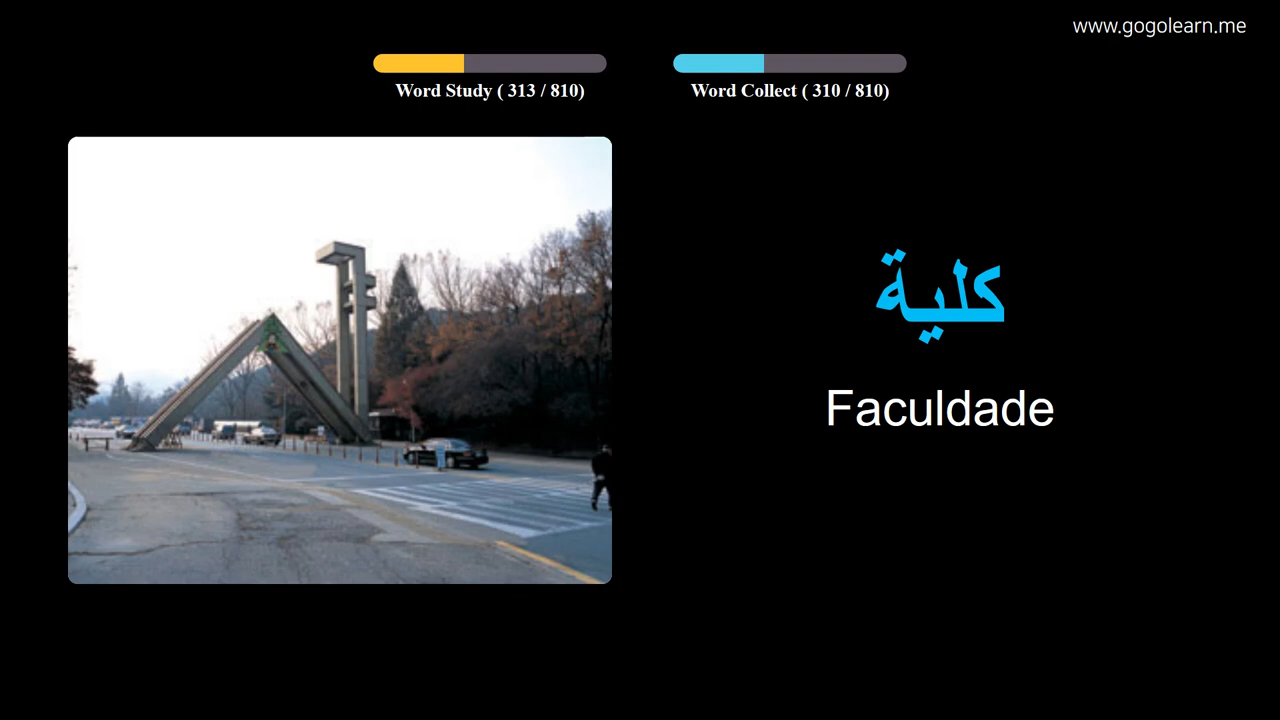 www.gogolearn.me
Word Study ( 313 / 810)
Word Collect ( 310 / 810)
كلية
Faculdade